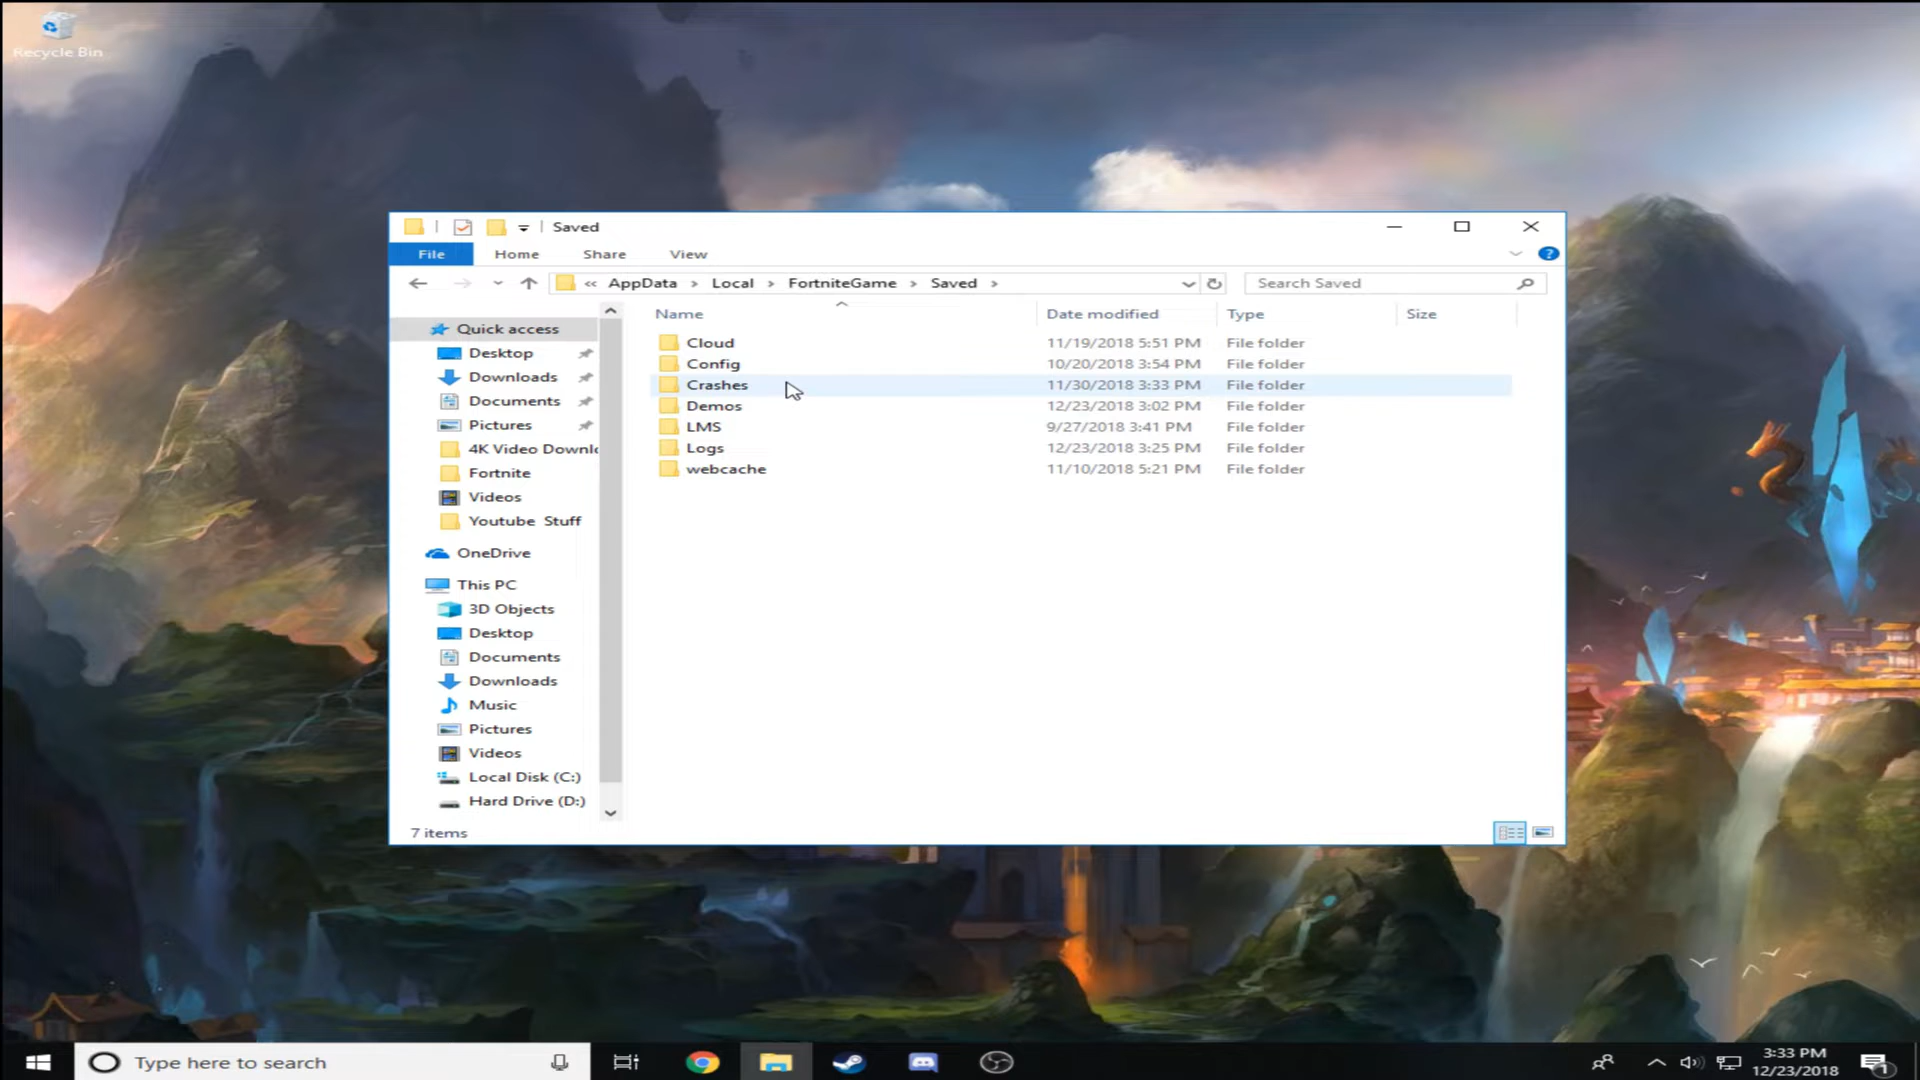 Recycle Bin
Saved
File Home Share View
« AppData > Local > FortniteGame > Saved >
Search Saved
Name Date modified Type Size
Quick access
Desktop
Downloads
Documents
Pictures
4K Video Downlo
Fortnite
Videos
Youtube Stuff
OneDrive
This PC
3D Objects
Desktop
Documents
Downloads
Music
Pictures
Videos
Local Disk (C:)
Hard Drive (D:)
Cloud 11/19/2018 5:51 PM File folder
Config 10/20/2018 3:54 PM File folder
Crashes 11/30/2018 3:33 PM File folder
Demos 12/23/2018 3:02 PM File folder
LMS 9/27/2018 3:41 PM File folder
Logs 12/23/2018 3:25 PM File folder
webcache 11/10/2018 5:21 PM File folder
7 items
Type here to search
3:33 PM
12/23/2018
1